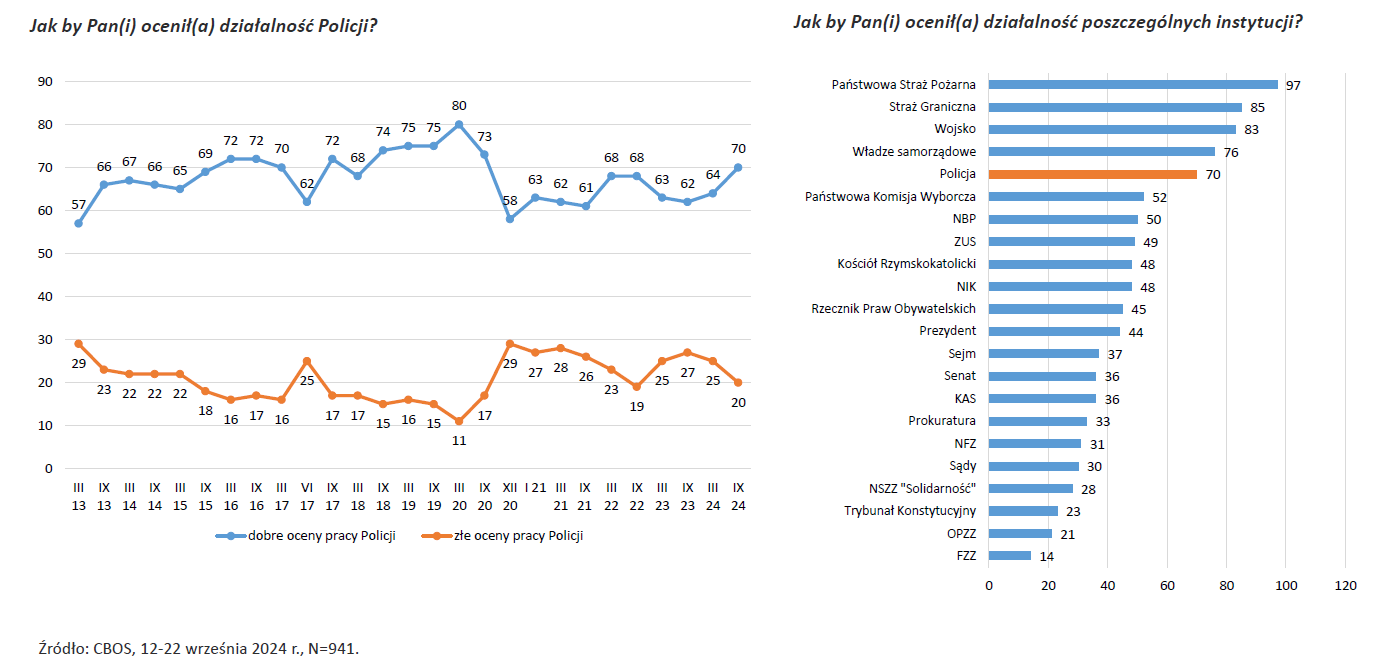 Jak by Pan(i) ocenił(a) działalność Policji?
90
80
70
60
50
40
30
20
10
0
57 66 67 66 65 69 72 72 70 62 72 68 74 75 75 80 73 58 63 62 61 68 68 63 62 64 70
29 23 22 22 22 18 16 17 16 25 17 17 15 16 15 11 17 29 27 28 26 23 19 25 27 25 20
III IX III IX III IX III IX III VI IX III IX III IX III IX XII I 21 III IX III IX III IX III IX
13 13 14 14 15 15 16 16 17 17 17 18 18 19 19 20 20 20 21 21 22 22 23 23 24 24
dobre oceny pracy Policji złe oceny pracy Policji
Jak by Pan(i) ocenił(a) działalność poszczególnych instytucji?
Państwowa Straż Pożarna 97
Straż Graniczna 85
Wojsko 83
Władze samorządowe 76
Policja 70
Państwowa Komisja Wyborcza 52
NBP 50
ZUS 49
Kościół Rzymskokatolicki 48
NIK 48
Rzecznik Praw Obywatelskich 45
Prezydent 44
Sejm 37
Senat 36
KAS 36
Prokuratura 33
NFZ 31
Sądy 30
NSZZ "Solidarność" 28
Trybunał Konstytucyjny 23
OPZZ 21
FZZ 14
0 20 40 60 80 100 120
Źródło: CBOS, 12-22 września 2024 r., N=941.